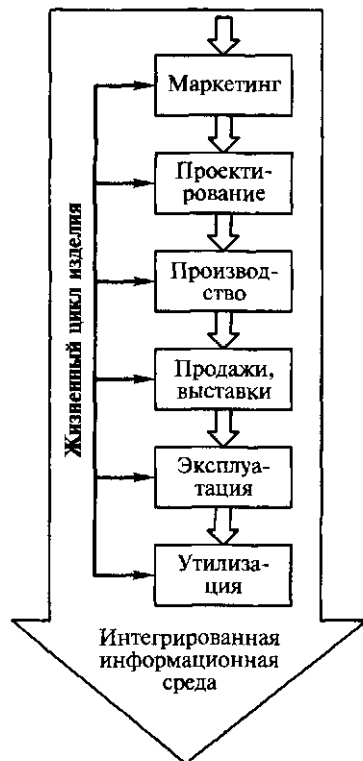 Маркетинг
Проекти-
рование
Производ-
ство
Продажи,
выставки
Эксплуа-
тация
Утилиза-
ция
Жизненный цикл изделия
Интегрированная
информационная
среда